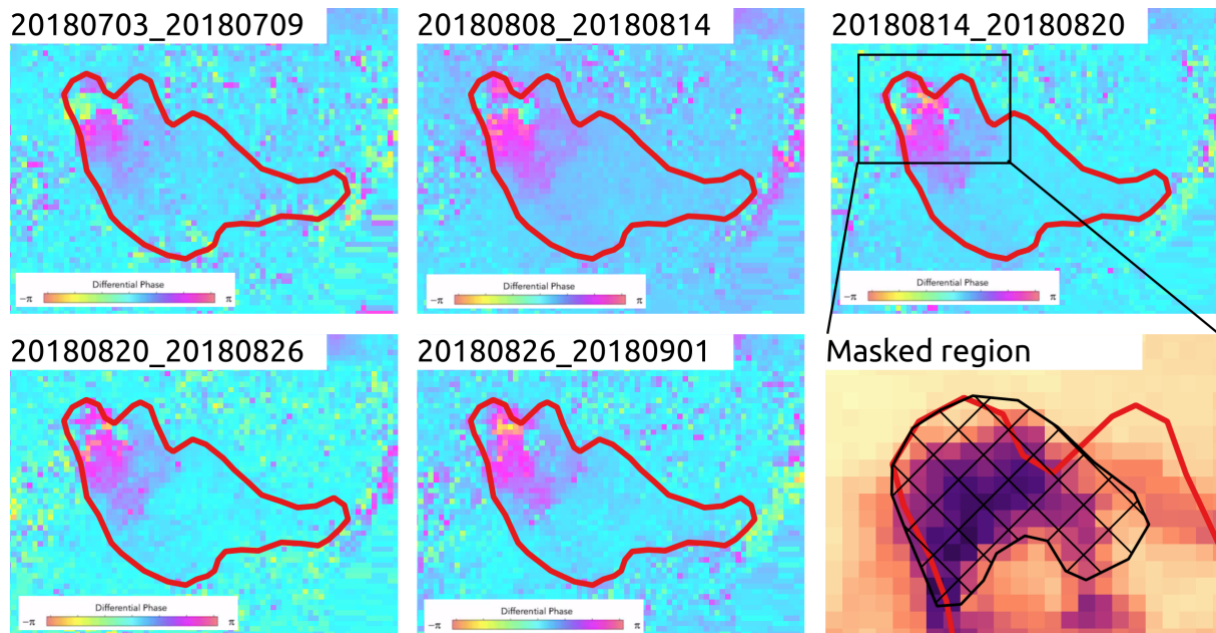 20180703_20180709
20180808_20180814
20180814_20180820
Differential Phase
−π π
Differential Phase
−π π
Differential Phase
−π π
20180820_20180826
20180826_20180901
Masked region
Differential Phase
−π π
Differential Phase
−π π